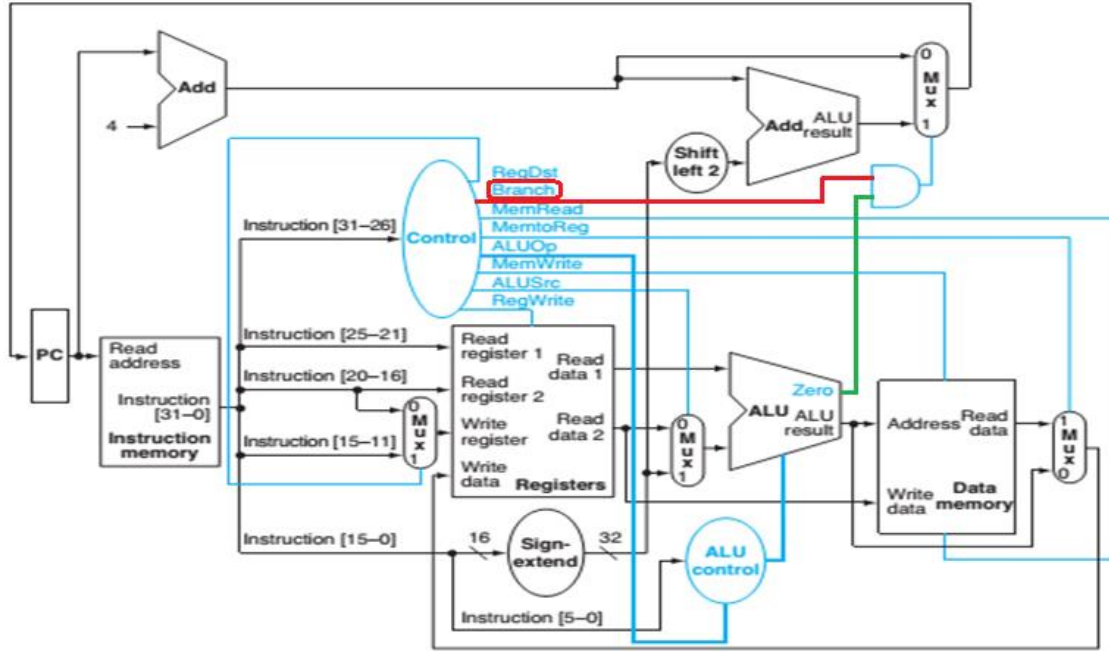 Add
4
0
Mux
1
Add
ALU
result
Shift
left 2
RegDst
Branch
MemRead
MemtoReg
ALUOp
MemWrite
ALUSrc
RegWrite
Control
Instruction [31–26]
Instruction [25–21]
Instruction [20–16]
Instruction [15–11]
Instruction [15–0]
PC
Read
address
Instruction
[31–0]
Instruction
memory
0
Mux
1
Read
register 1
Read
register 2
Write
register
Write
data
Read
data 1
Read
data 2
Registers
0
Mux
1
Zero
ALU
ALU
result
Address
Read
data
Write
data
Data
memory
1
Mux
0
16
Sign-
extend
32
ALU
control
Instruction [5–0]